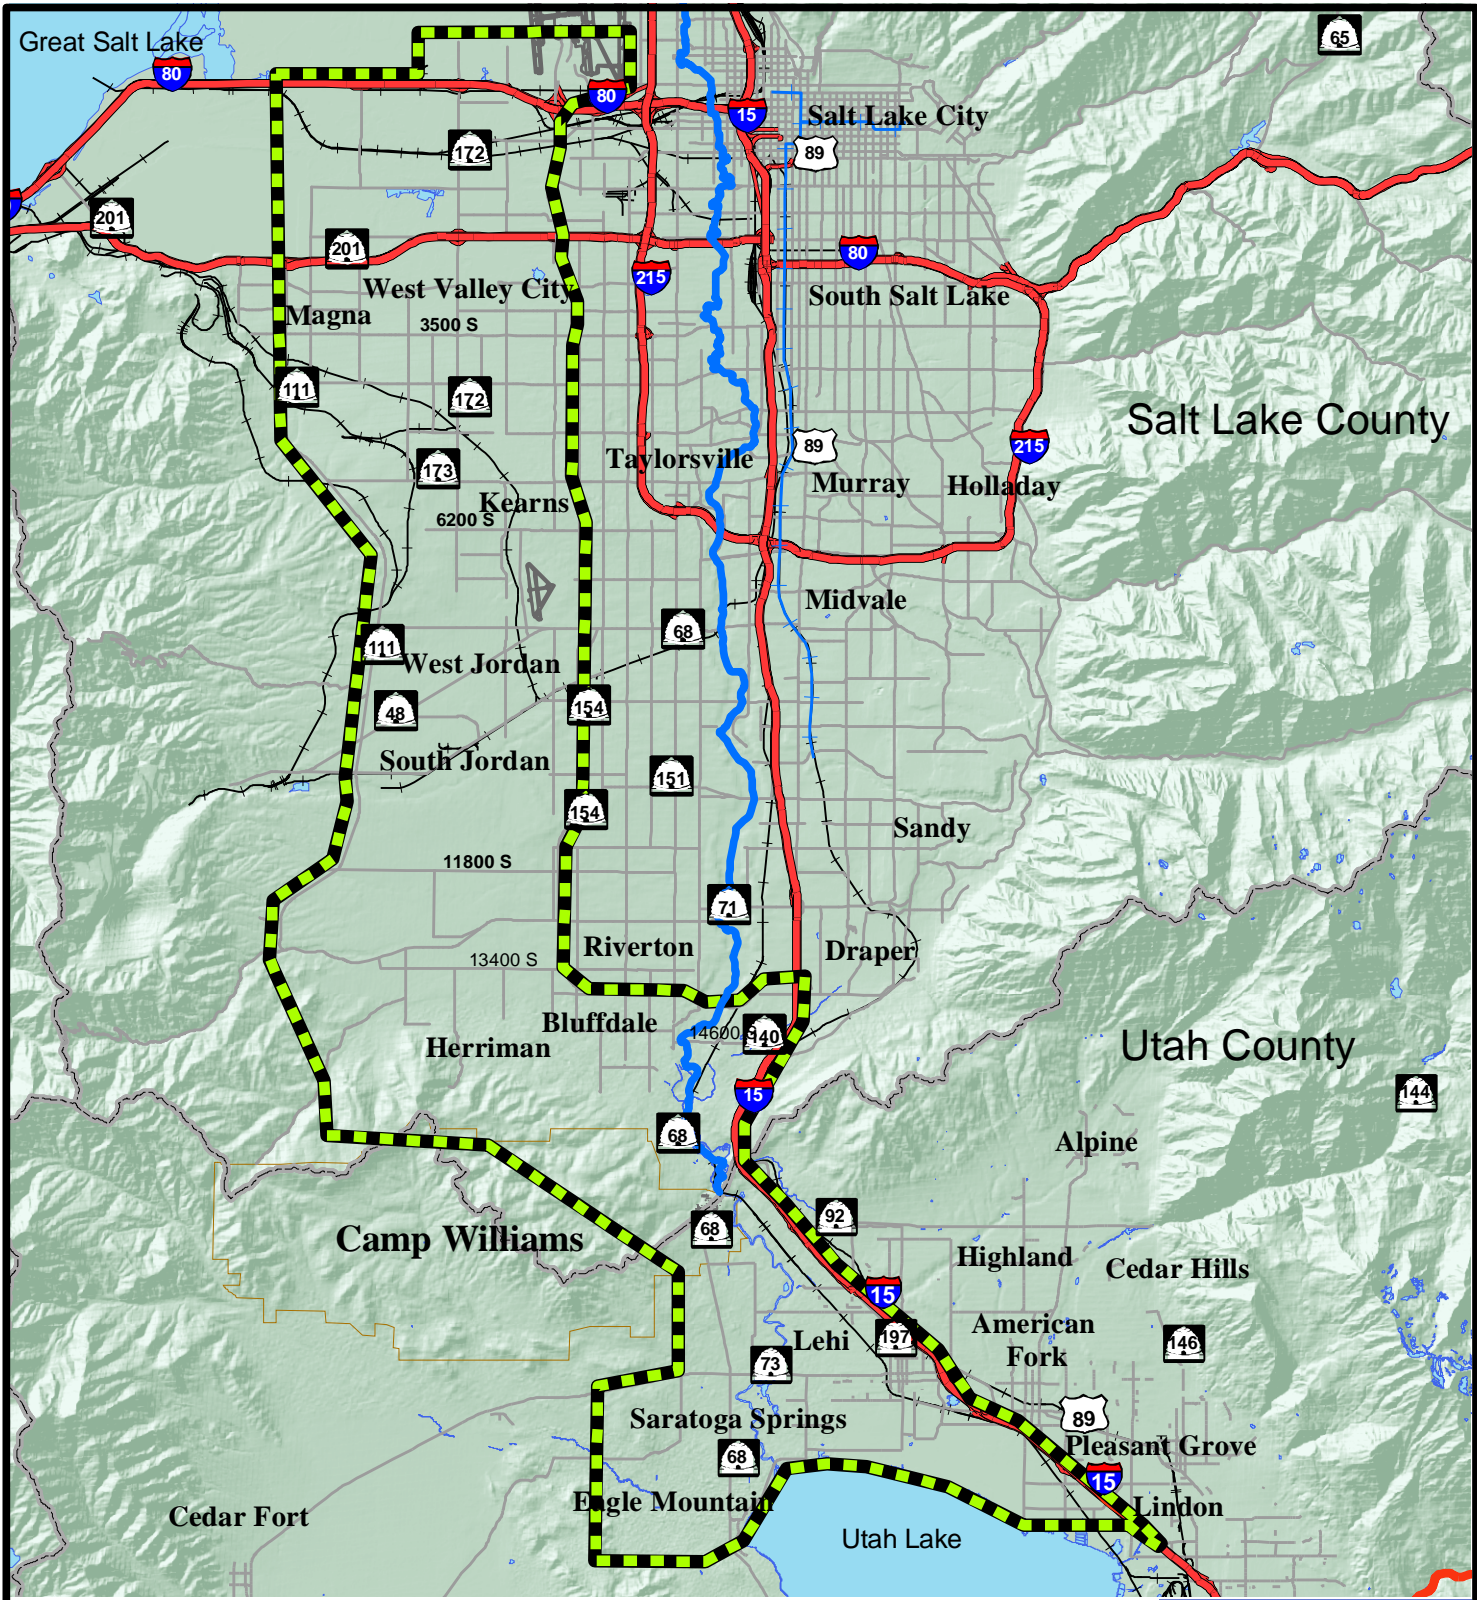 Great Salt Lake
65
80
80
15
Salt Lake City
172
89
201
201
80
215
West Valley City
South Salt Lake
Magna
3500 S
111
172
Salt Lake County
89
215
Taylorsville
173
Murray
Holladay
Kearns
6200 S
Midvale
68
111
West Jordan
154
48
South Jordan
151
154
Sandy
11800 S
71
Riverton
Draper
13400 S
Bluffdale
14600 S
140
Herriman
Utah County
15
144
68
Alpine
92
68
Camp Williams
Highland
Cedar Hills
15
American
Fork
197
Lehi
146
73
Saratoga Springs
89
Pleasant Grove
68
15
Eagle Mountain
Lindon
Cedar Fort
Utah Lake